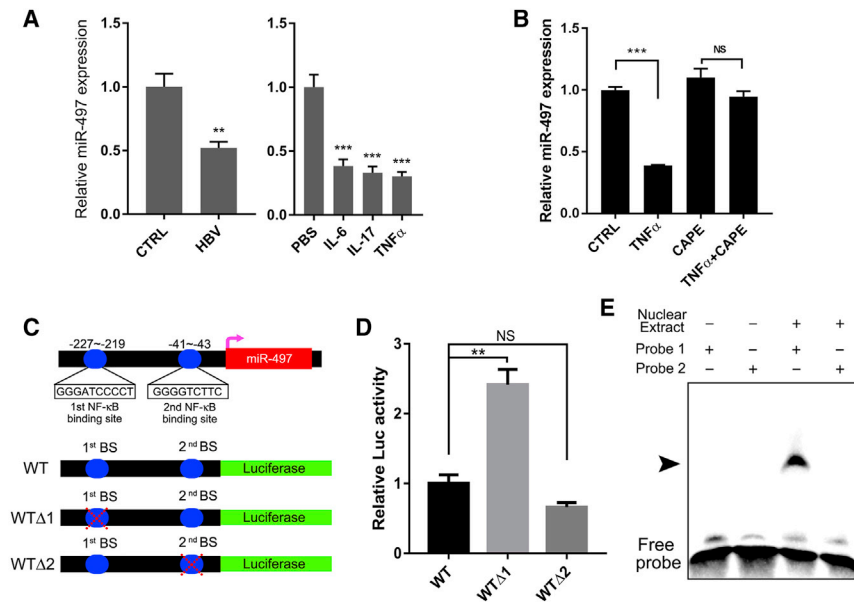 A
Relative miR-497 expression
1.5
1.0
0.5
0.0
**
CTRL
HBV
1.5
1.0
0.5
0.0
***
***
***
PBS
IL-6
IL-17
TNFα
B
Relative miR-497 expression
1.5
1.0
0.5
0.0
***
NS
CTRL
TNFα
CAPE
TNFα+CAPE
C
-227~-219
-41~-43
miR-497
GGGATCCCCT
GGGGTCTTC
1st NF-κB
binding site
2nd NF-κB
binding site
1st BS
2nd BS
WT
Luciferase
1st BS
2nd BS
WTΔ1
Luciferase
1st BS
2nd BS
WTΔ2
Luciferase
D
Relative Luc activity
3
2
1
0
NS
**
WT
WTΔ1
WTΔ2
E
Nuclear
Extract
– – + +
Probe 1 + – + –
Probe 2 – + – +
Free
probe